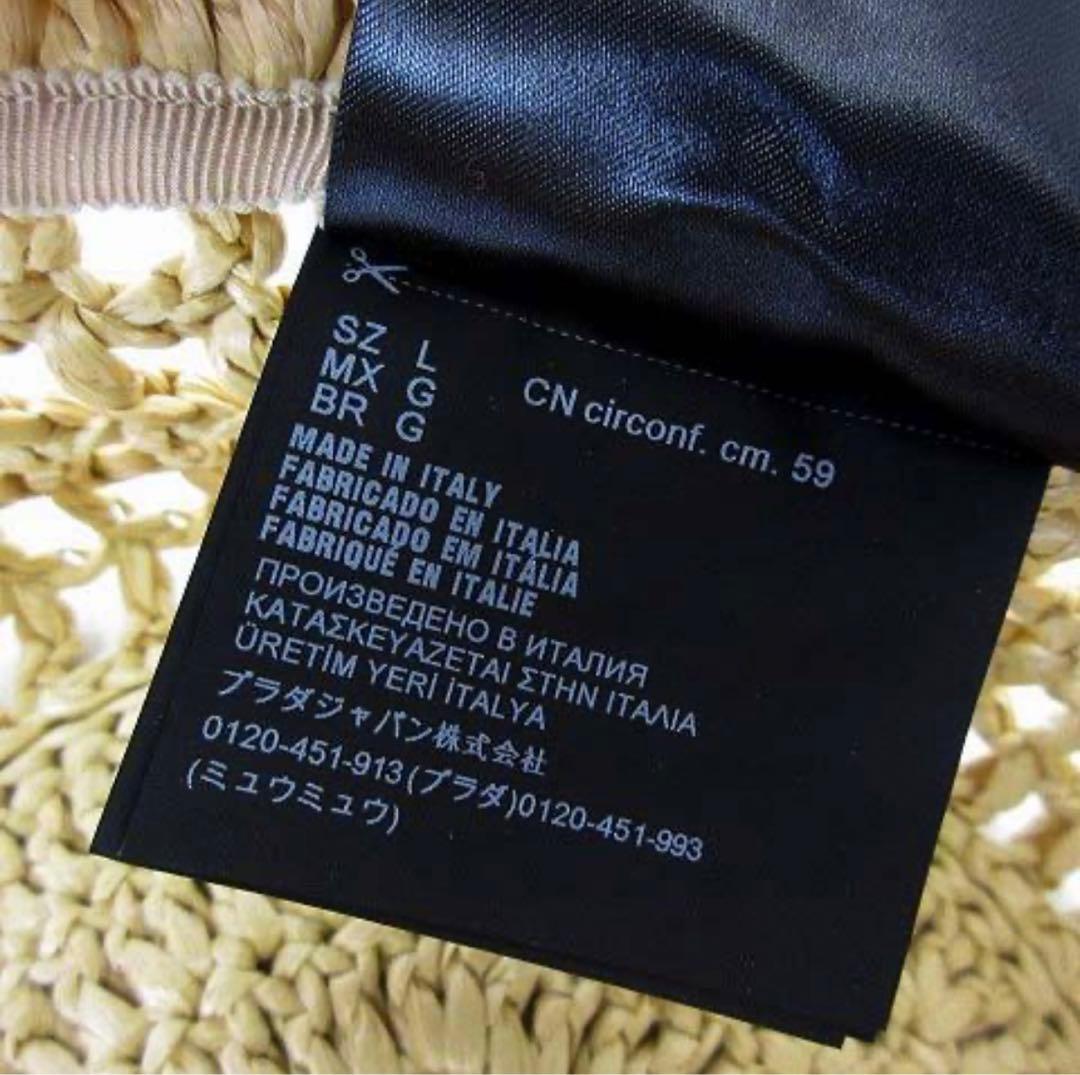 SZ L
MX G
BR G
CN circonf. cm. 59
MADE IN ITALY
FABRICADO EN ITALIA
FABRICADO EM ITÁLIA
FABRIQUÉ EN ITALIE
ПРОИЗВЕДЕНО В ИТАЛИЯ
ΚΑΤΑΣΚΕΥΑΖΕΤΑΙ ΣΤΗΝ ΙΤΑΛΙΑ
ÜRETİM YERİ İTALYA
プラダジャパン株式会社
0120-451-913(プラダ)0120-451-993
(ミュウミュウ)